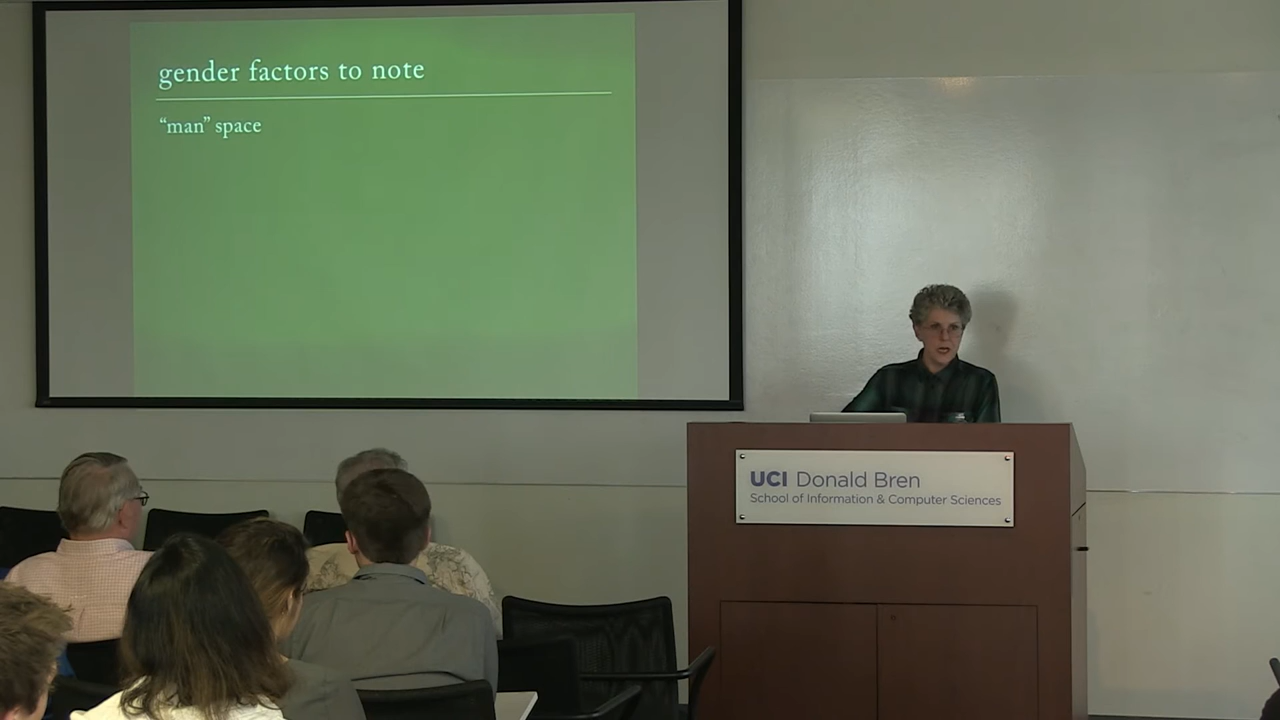 gender factors to note
“man” space
UCI Donald Bren
School of Information & Computer Sciences